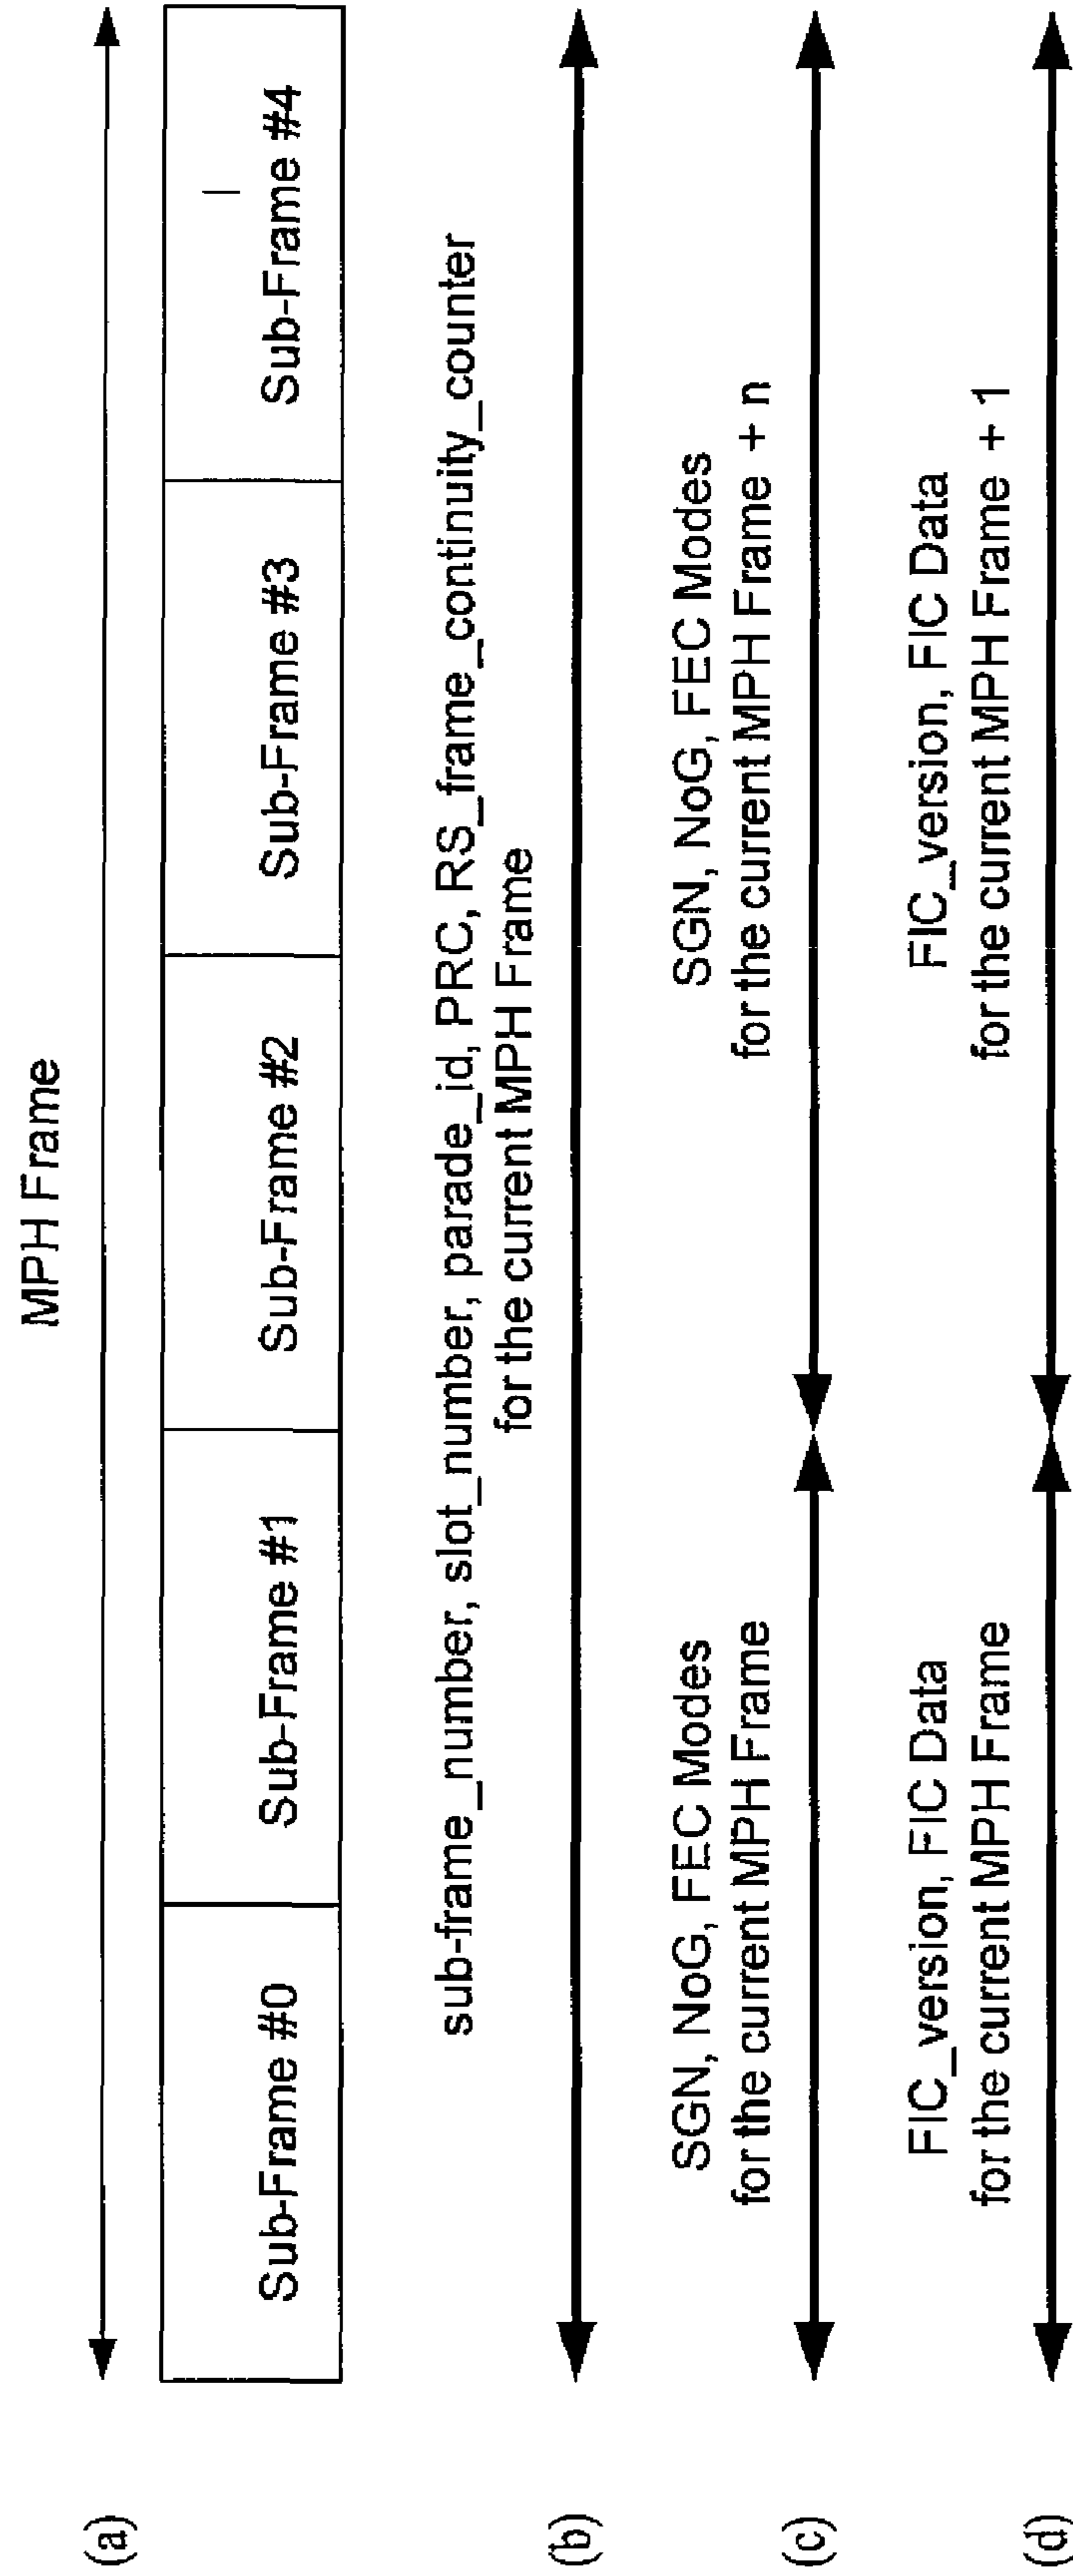 MPH Frame
(a)
Sub-Frame #0 Sub-Frame #1 Sub-Frame #2 Sub-Frame #3 Sub-Frame #4
sub-frame_number, slot_number, parade_id, PRC, RS_frame_continuity_counter
for the current MPH Frame
(b)
SGN, NoG, FEC Modes
for the current MPH Frame
SGN, NoG, FEC Modes
for the current MPH Frame + n
(c)
FIC_version, FIC Data
for the current MPH Frame
FIC_version, FIC Data
for the current MPH Frame + 1
(d)